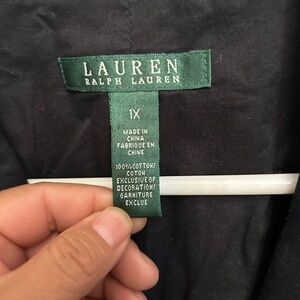 LAUREN
RALPH LAUREN
1X
MADE IN
CHINA
FABRIQUE EN
CHINE
100% COTTON/
COTON
EXCLUSIVE OF
DECORATION/
GARNITURE
EXCLUE